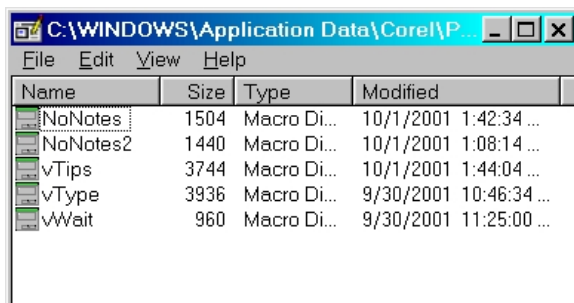 C:\WINDOWS\Application Data\Corel\P...
File Edit View Help
Name Size Type Modified
NoNotes 1504 Macro Di... 10/1/2001 1:42:34 ...
NoNotes2 1440 Macro Di... 10/1/2001 1:08:14 ...
vTips 3744 Macro Di... 10/1/2001 1:44:04 ...
vType 3936 Macro Di... 9/30/2001 10:46:34 ...
vWait 960 Macro Di... 9/30/2001 11:25:00 ...